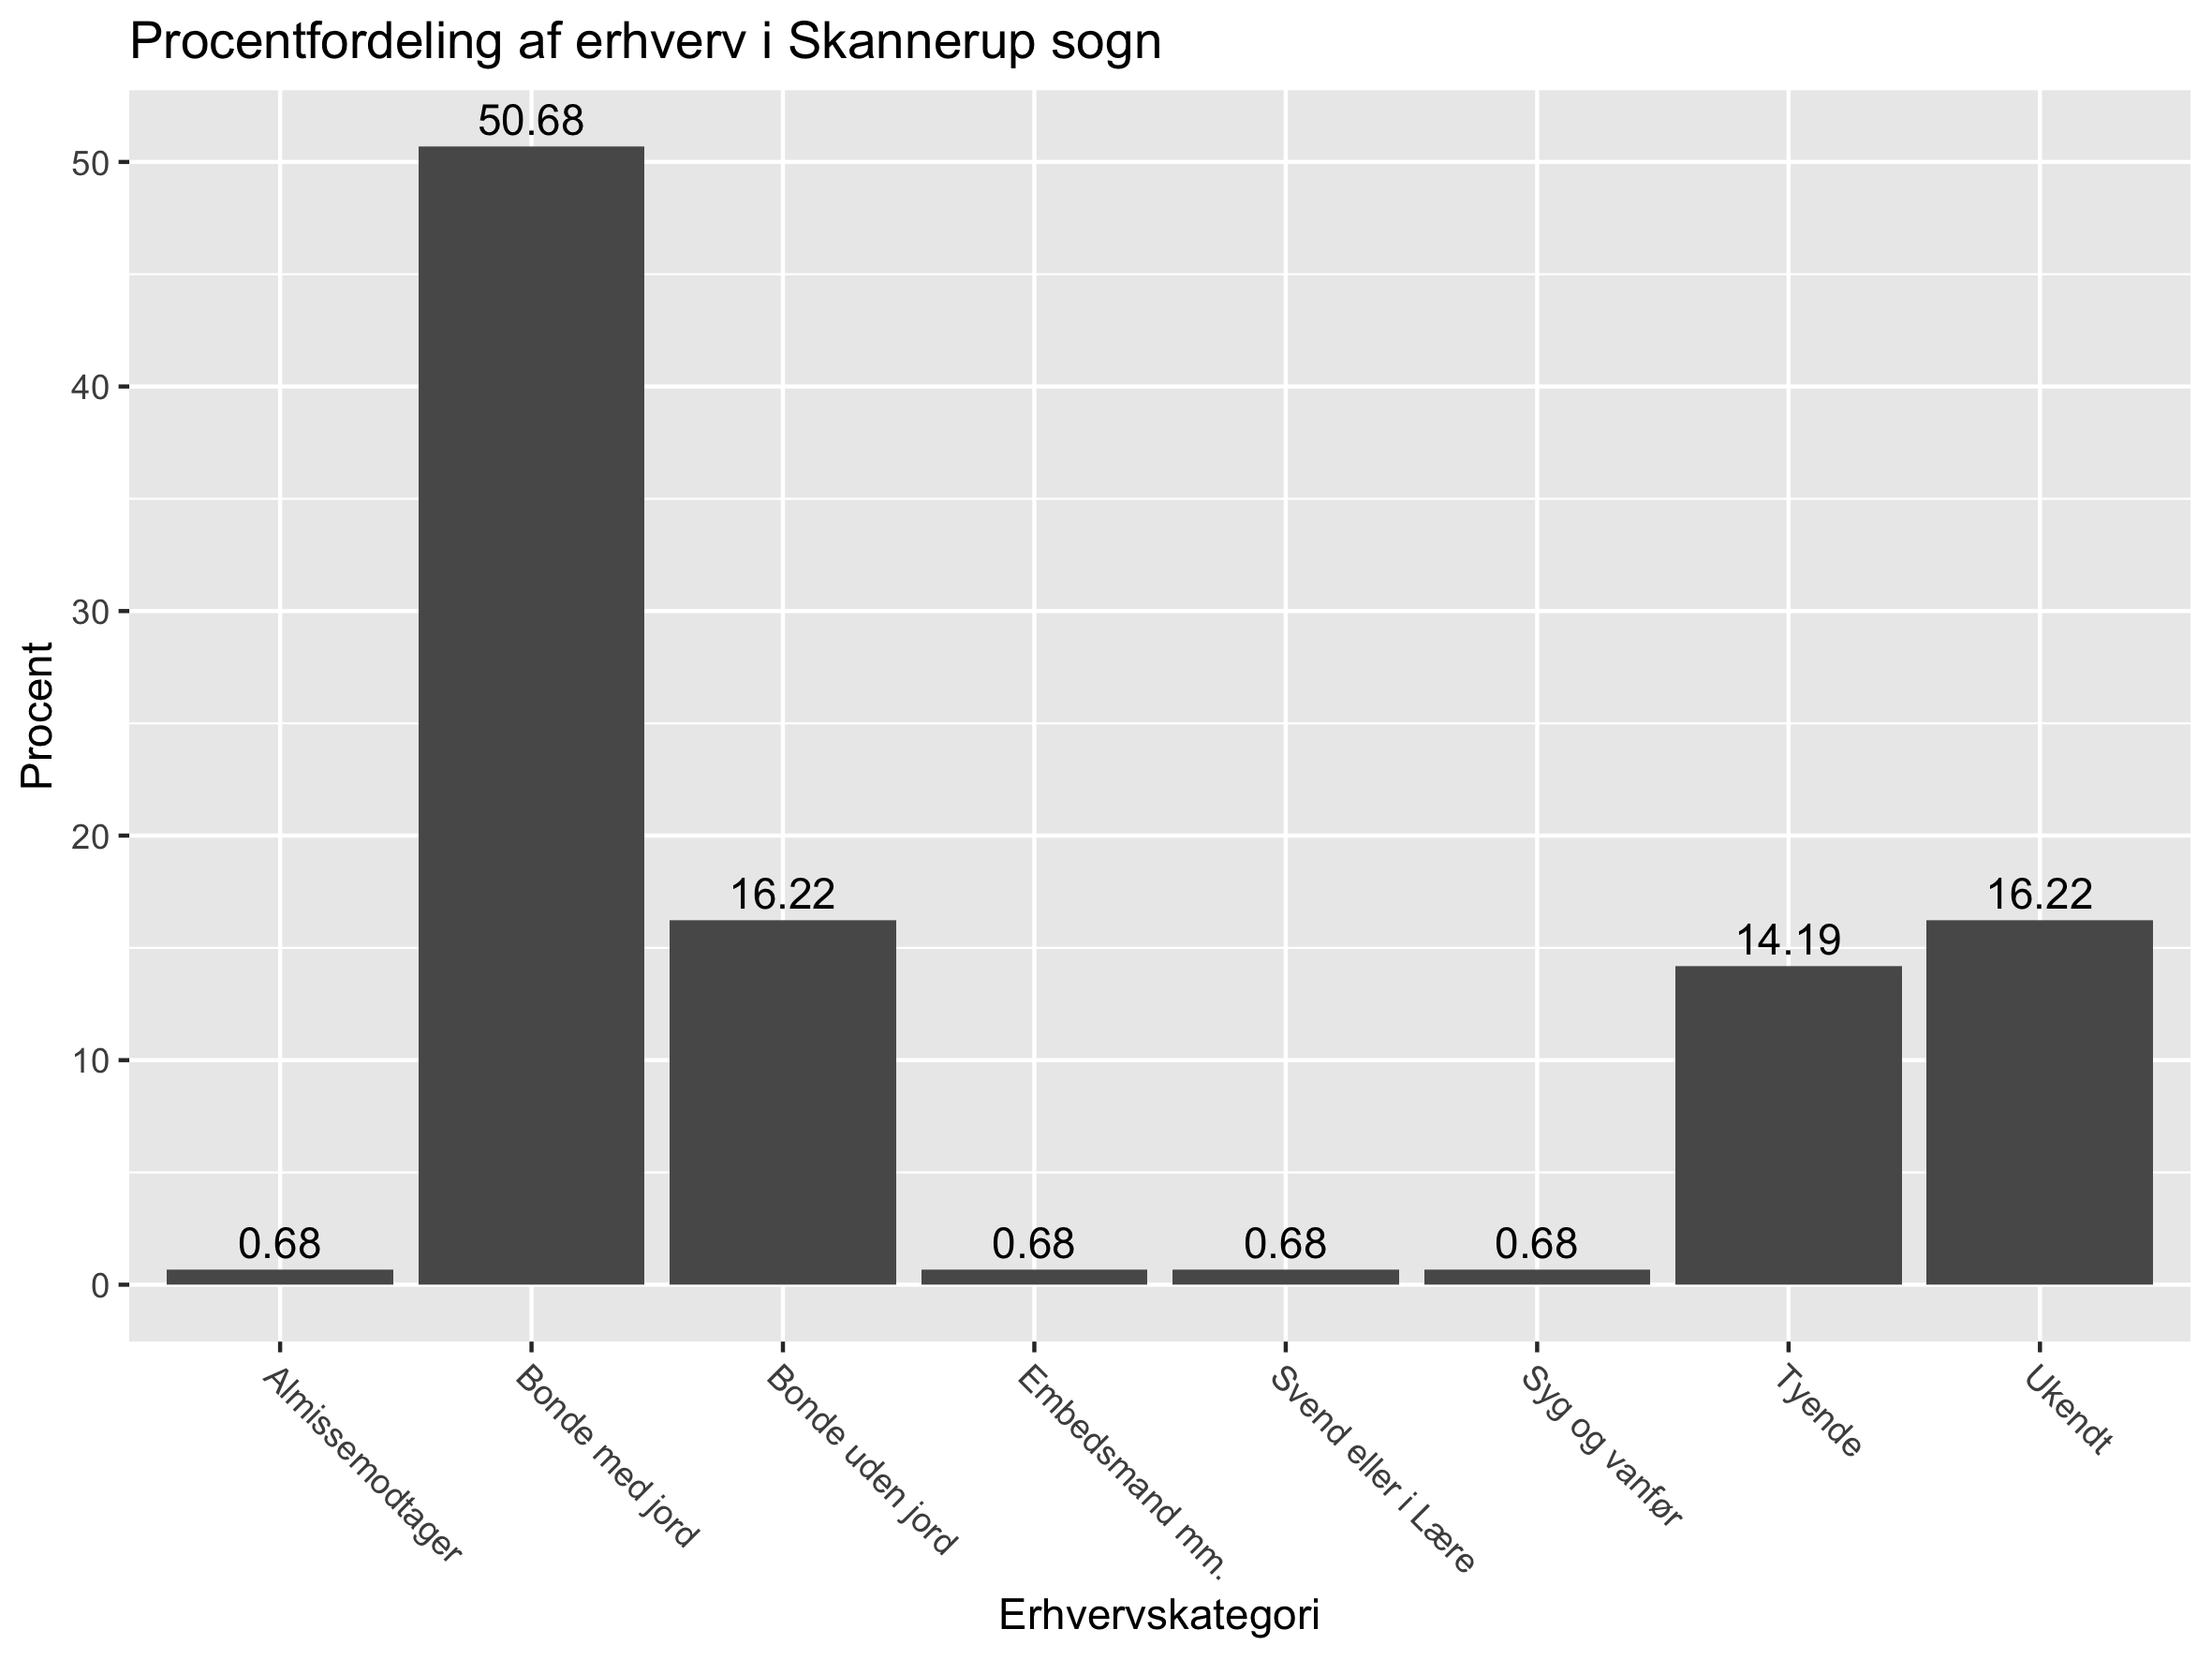 Procentfordeling af erhverv i Skannerup sogn
50.68
16.22
16.22
14.19
0.68
0.68
0.68
0.68
50
40
30
20
10
0
Procent
Almissemodtager
Bonde med jord
Bonde uden jord
Embedsmand mm.
Svend eller i Lære
Syg og vanfør
Tyende
Ukendt
Erhvervskategori